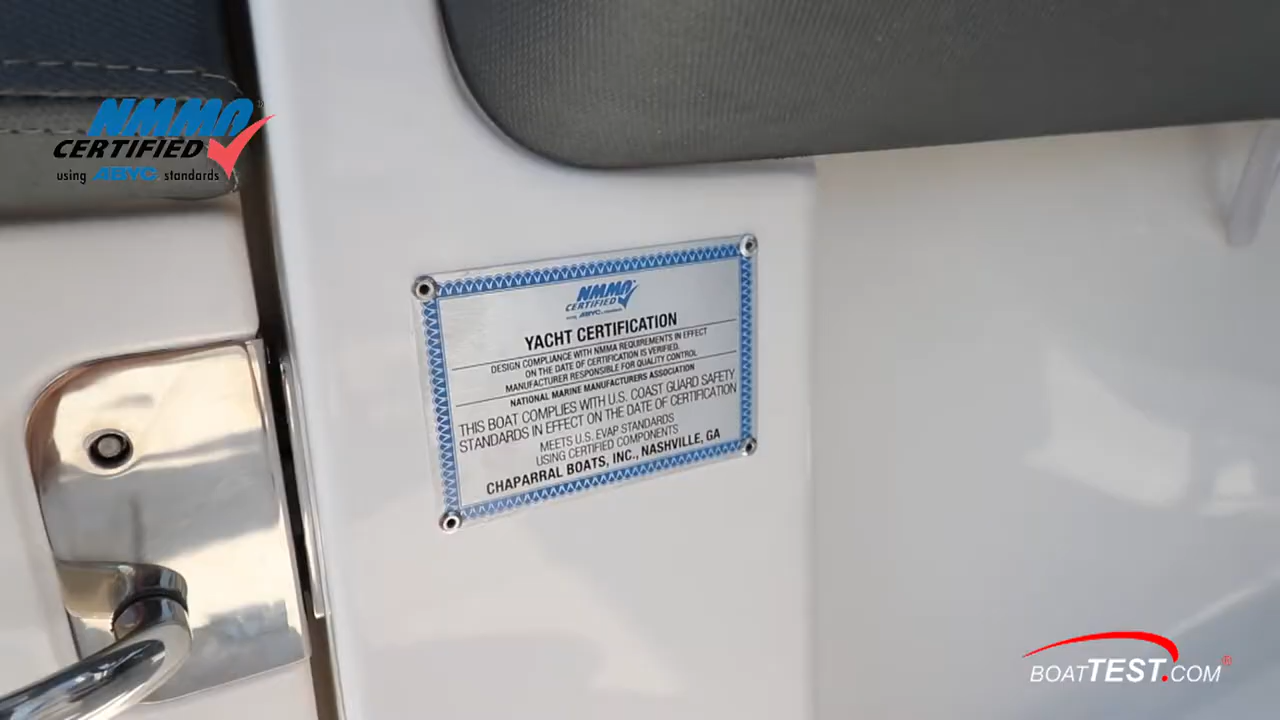 NMMA
CERTIFIED
using ABYC standards
NMMA
CERTIFIED
using ABYC standards
YACHT CERTIFICATION
DESIGN COMPLIANCE WITH NMMA REQUIREMENTS IN EFFECT
ON THE DATE OF CERTIFICATION IS VERIFIED.
MANUFACTURER RESPONSIBLE FOR QUALITY CONTROL
NATIONAL MARINE MANUFACTURERS ASSOCIATION
THIS BOAT COMPLIES WITH U.S. COAST GUARD SAFETY
STANDARDS IN EFFECT ON THE DATE OF CERTIFICATION
MEETS U.S. EVAP STANDARDS
USING CERTIFIED COMPONENTS
CHAPARRAL BOATS, INC., NASHVILLE, GA
BOATTEST.COM®